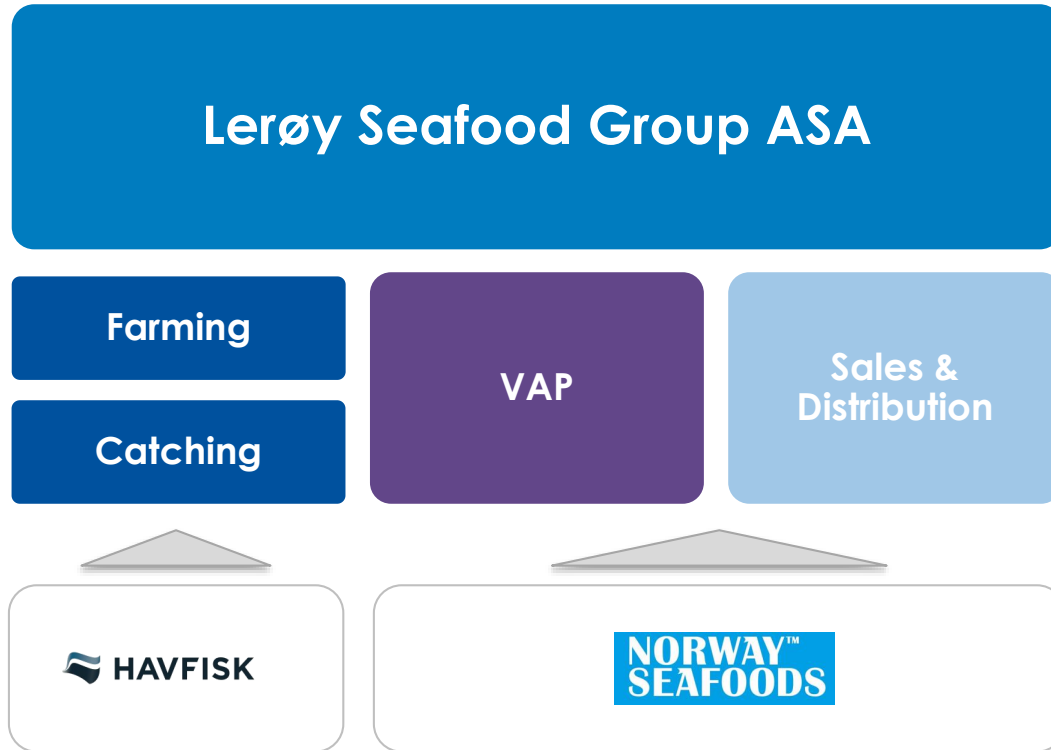 Lerøy Seafood Group ASA
Farming
Catching
VAP
Sales &
Distribution
HAVFISK
NORWAY™
SEAFOODS